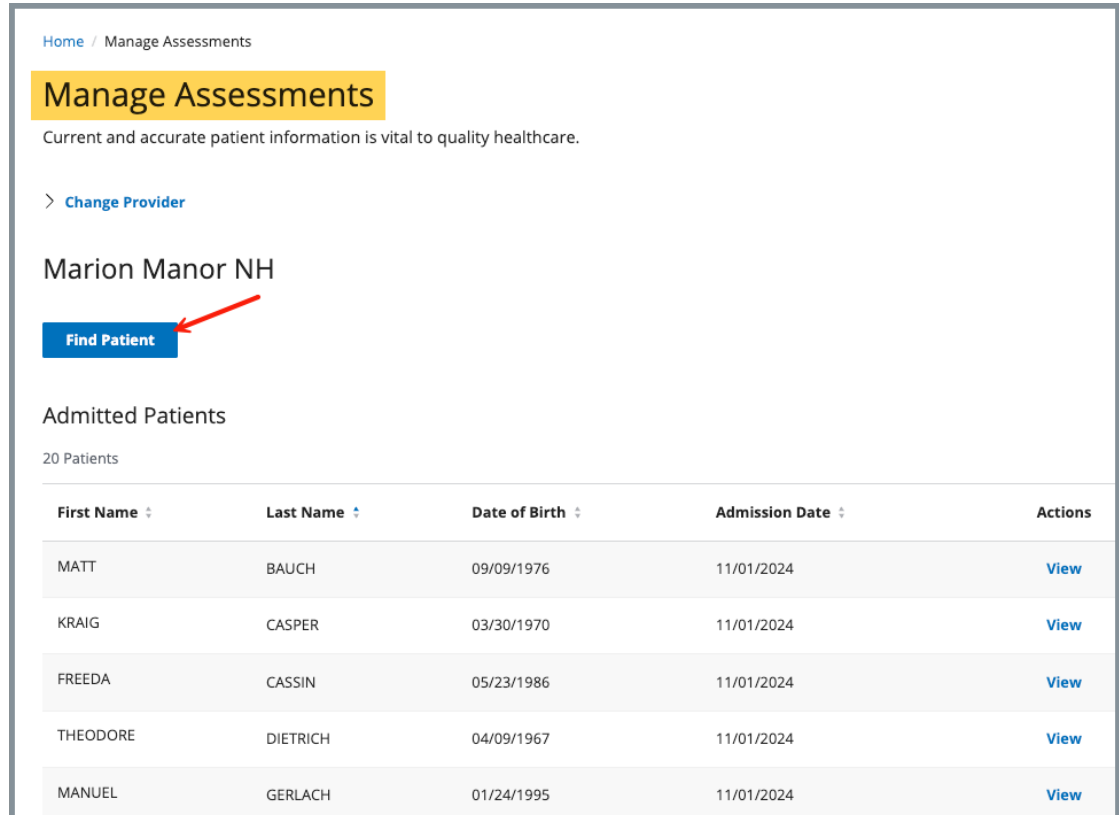 Home / Manage Assessments
Manage Assessments
Current and accurate patient information is vital to quality healthcare.
Change Provider
Marion Manor NH
Find Patient
Admitted Patients
20 Patients
First Name Last Name Date of Birth Admission Date Actions
MATT BAUCH 09/09/1976 11/01/2024 View
KRAIG CASPER 03/30/1970 11/01/2024 View
FREEDA CASSIN 05/23/1986 11/01/2024 View
THEODORE DIETRICH 04/09/1967 11/01/2024 View
MANUEL GERLACH 01/24/1995 11/01/2024 View